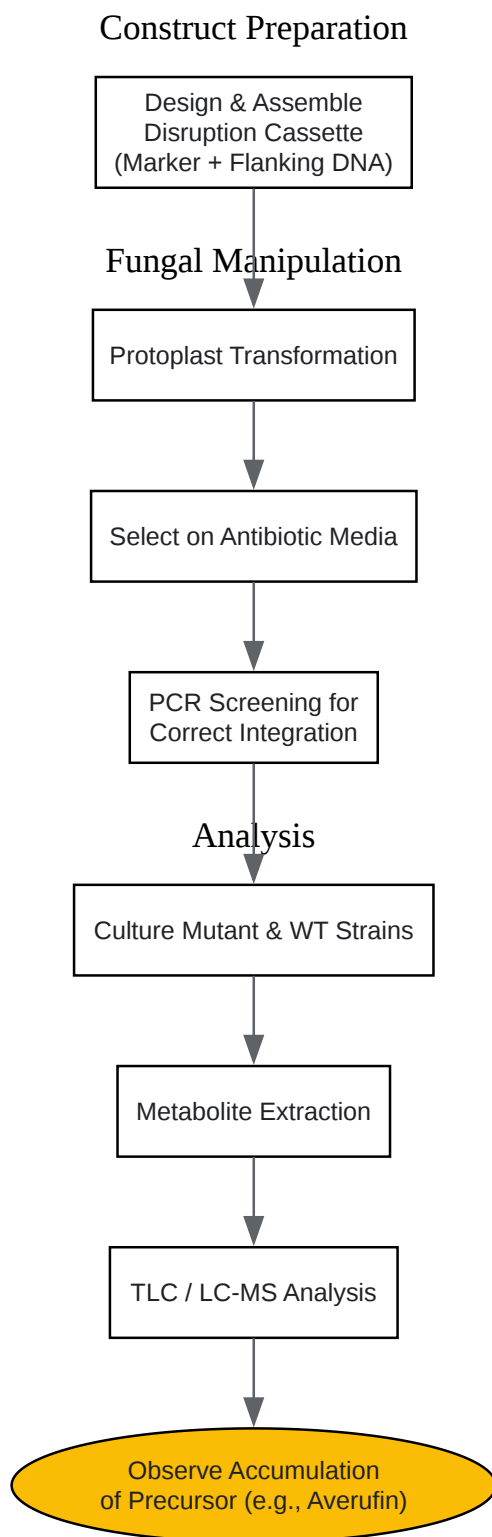 Construct Preparation
Design & Assemble
Disruption Cassette
(Marker + Flanking DNA)
Fungal Manipulation
Protoplast Transformation
Select on Antibiotic Media
PCR Screening for
Correct Integration
Analysis
Culture Mutant & WT Strains
Metabolite Extraction
TLC / LC-MS Analysis
Observe Accumulation
of Precursor (e.g., Averufin)